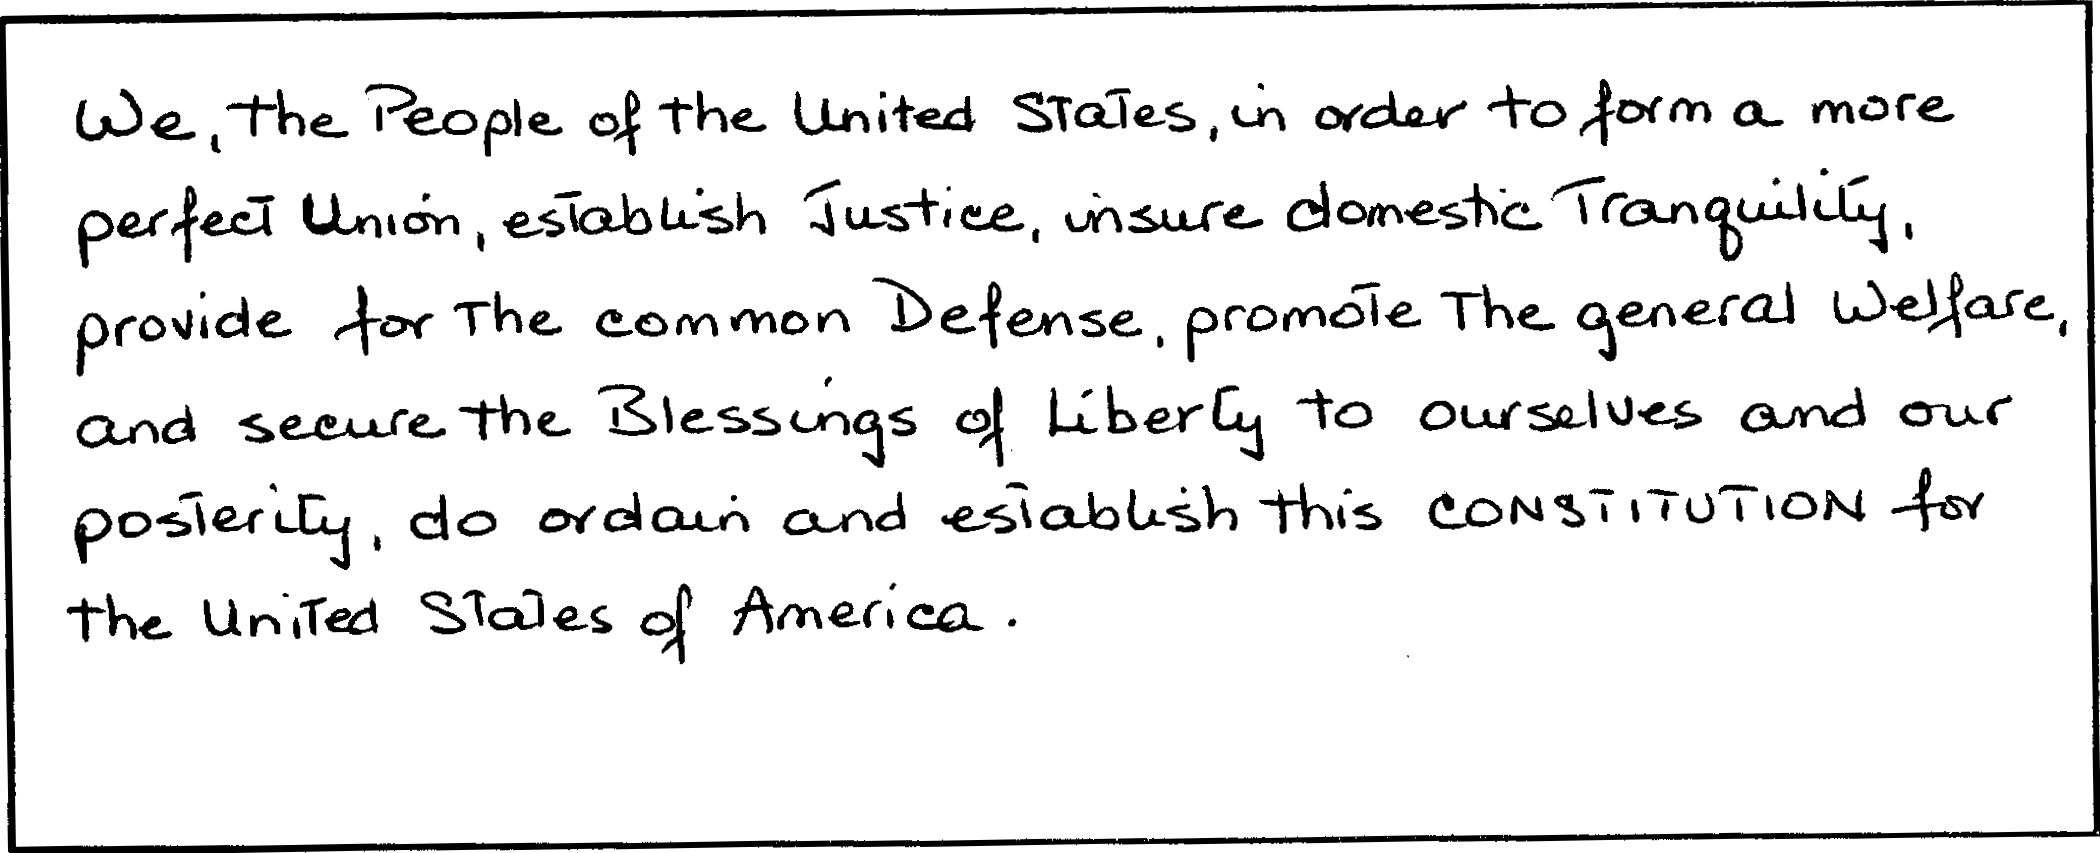 We, the People of the United States, in order to form a more
perfect Union, establish Justice, insure domestic Tranquility,
provide for the common Defense, promote the general Welfare,
and secure the Blessings of Liberty to ourselves and our
posterity, do ordain and establish this CONSTITUTION for
the United States of America.